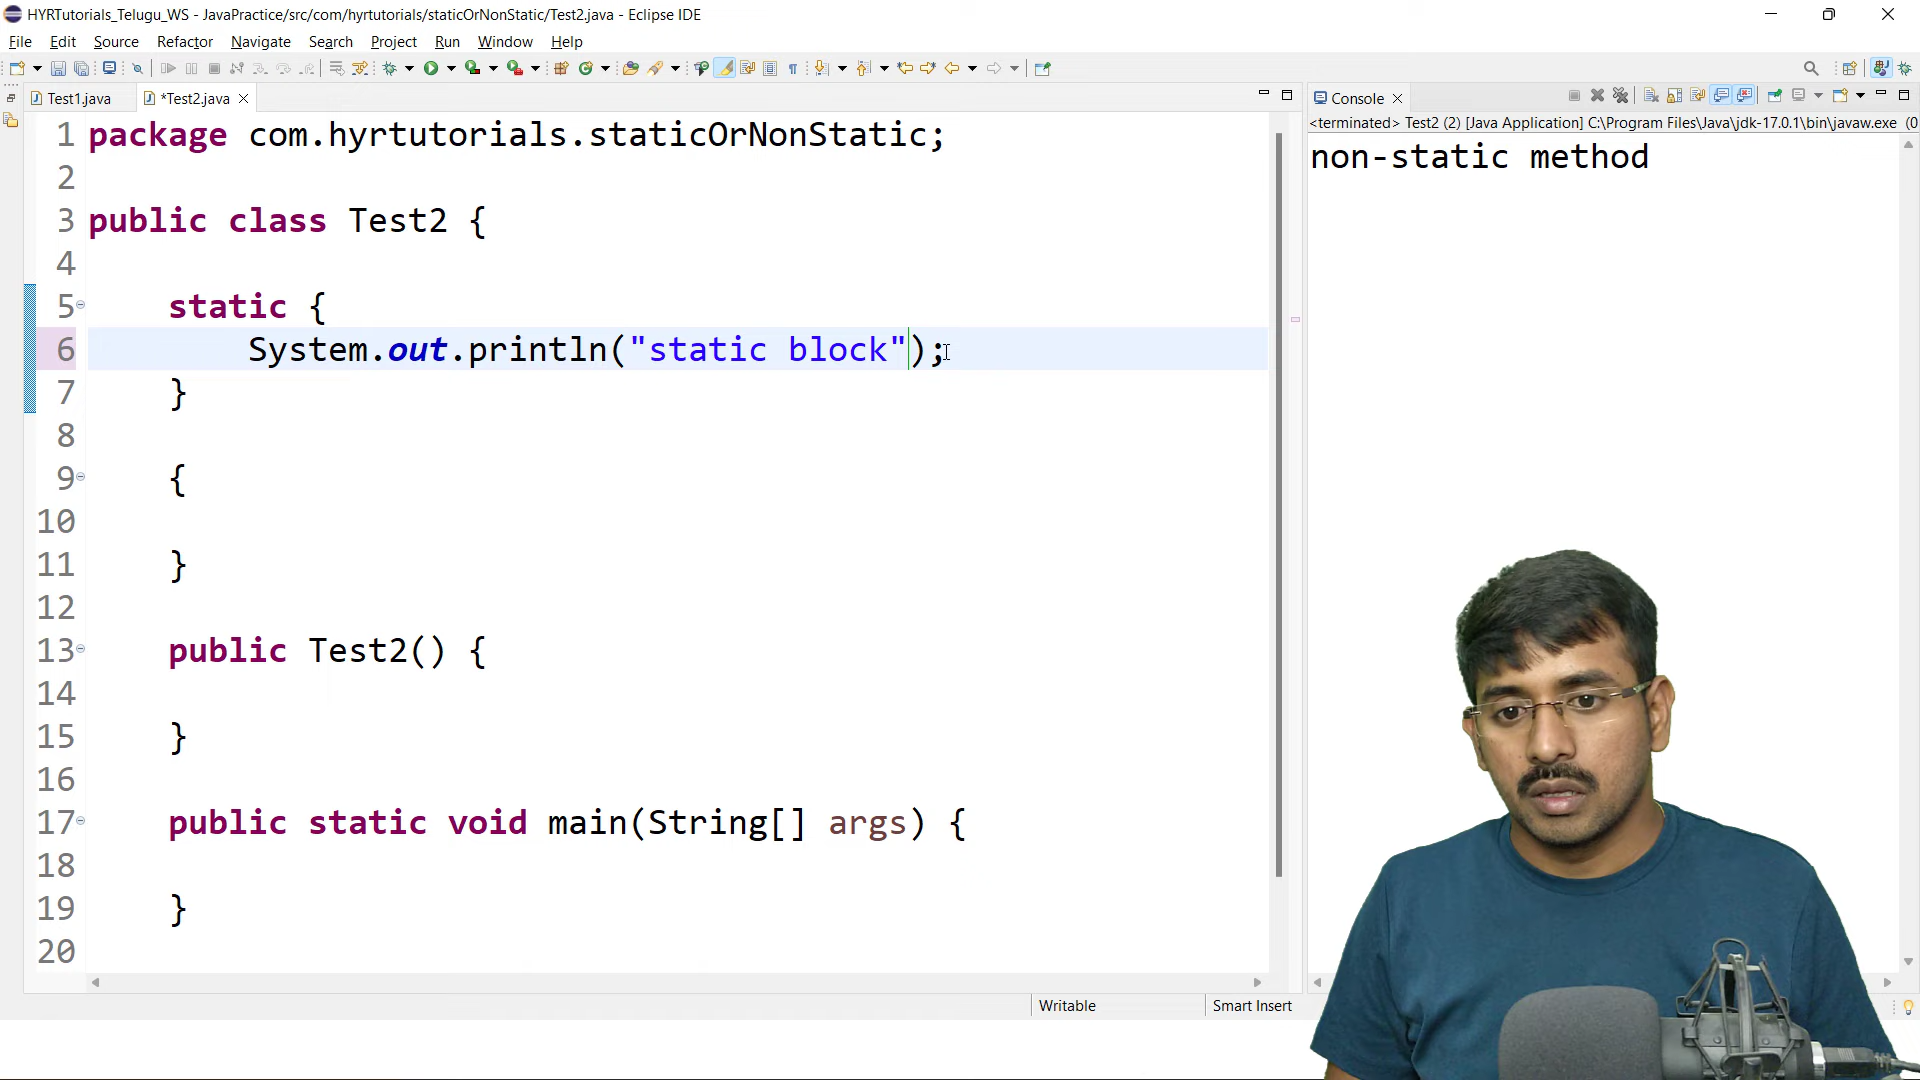 HYRTutorials_Telugu_WS - JavaPractice/src/com/hyrtutorials/staticOrNonStatic/Test2.java - Eclipse IDE
File Edit Source Refactor Navigate Search Project Run Window Help
Test1.java *Test2.java
Console
<terminated> Test2 (2) [Java Application] C:\Program Files\Java\jdk-17.0.1\bin\javaw.exe (0
non-static method
1 package com.hyrtutorials.staticOrNonStatic;
2
3 public class Test2 {
4
5 static {
6 System.out.println("static block");
7 }
8
9 {
10
11 }
12
13 public Test2() {
14
15 }
16
17 public static void main(String[] args) {
18
19 }
20
Writable Smart Insert